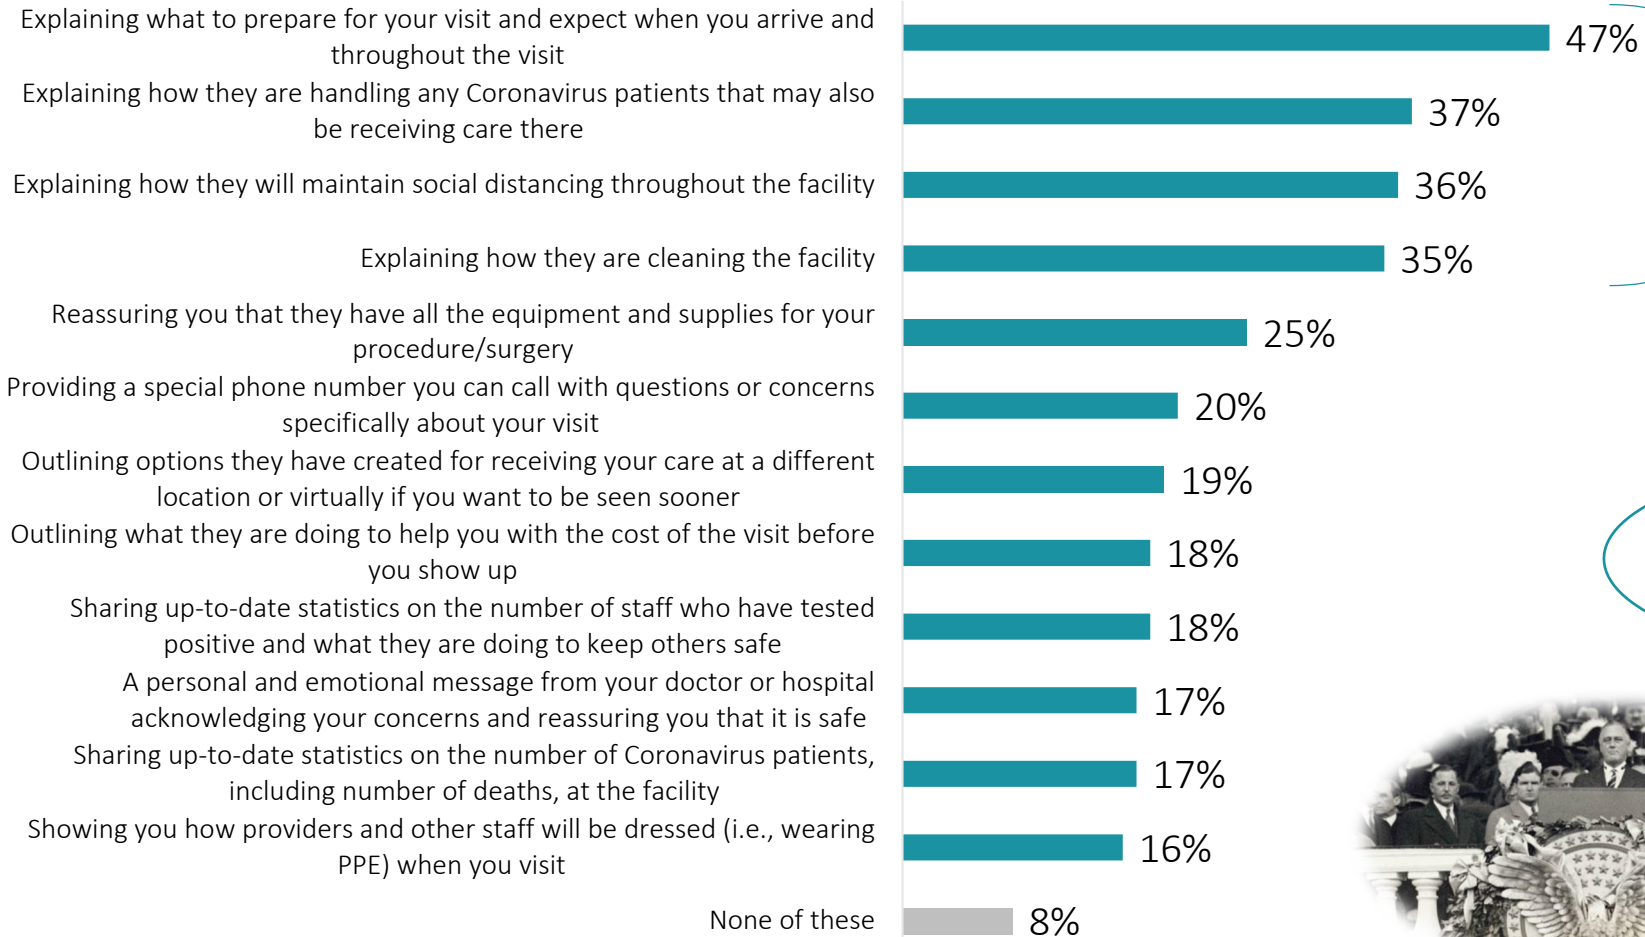 Explaining what to prepare for your visit and expect when you arrive and
throughout the visit
47%
Explaining how they are handling any Coronavirus patients that may also
be receiving care there
37%
Explaining how they will maintain social distancing throughout the facility
36%
Explaining how they are cleaning the facility
35%
Reassuring you that they have all the equipment and supplies for your
procedure/surgery
25%
Providing a special phone number you can call with questions or concerns
specifically about your visit
20%
Outlining options they have created for receiving your care at a different
location or virtually if you want to be seen sooner
19%
Outlining what they are doing to help you with the cost of the visit before
you show up
18%
Sharing up-to-date statistics on the number of staff who have tested
positive and what they are doing to keep others safe
18%
A personal and emotional message from your doctor or hospital
acknowledging your concerns and reassuring you that it is safe
17%
Sharing up-to-date statistics on the number of Coronavirus patients,
including number of deaths, at the facility
17%
Showing you how providers and other staff will be dressed (i.e., wearing
PPE) when you visit
16%
None of these
8%